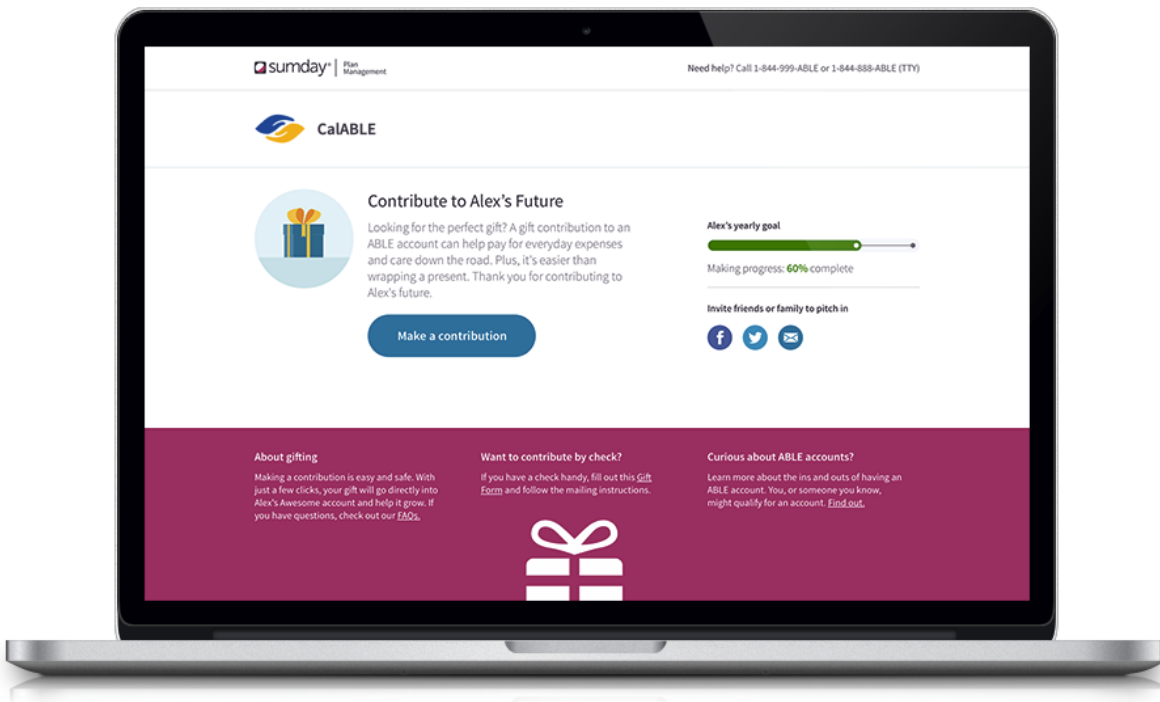 sumday® | Plan Management
Need help? Call 1-844-999-ABLE or 1-844-888-ABLE (TTY)
CalABLE
Contribute to Alex's Future
Looking for the perfect gift? A gift contribution to an
ABLE account can help pay for everyday expenses
and care down the road. Plus, it's easier than
wrapping a present. Thank you for contributing to
Alex's future.
Make a contribution
Alex's yearly goal
Making progress: 60% complete
Invite friends or family to pitch in
About gifting
Making a contribution is easy and safe. With
just a few clicks, your gift will go directly into
Alex's Awesome account and help it grow. If
you have questions, check out our FAQs.
Want to contribute by check?
If you have a check handy, fill out this Gift
Form and follow the mailing instructions.
Curious about ABLE accounts?
Learn more about the ins and outs of having an
ABLE account. You, or someone you know,
might qualify for an account. Find out.